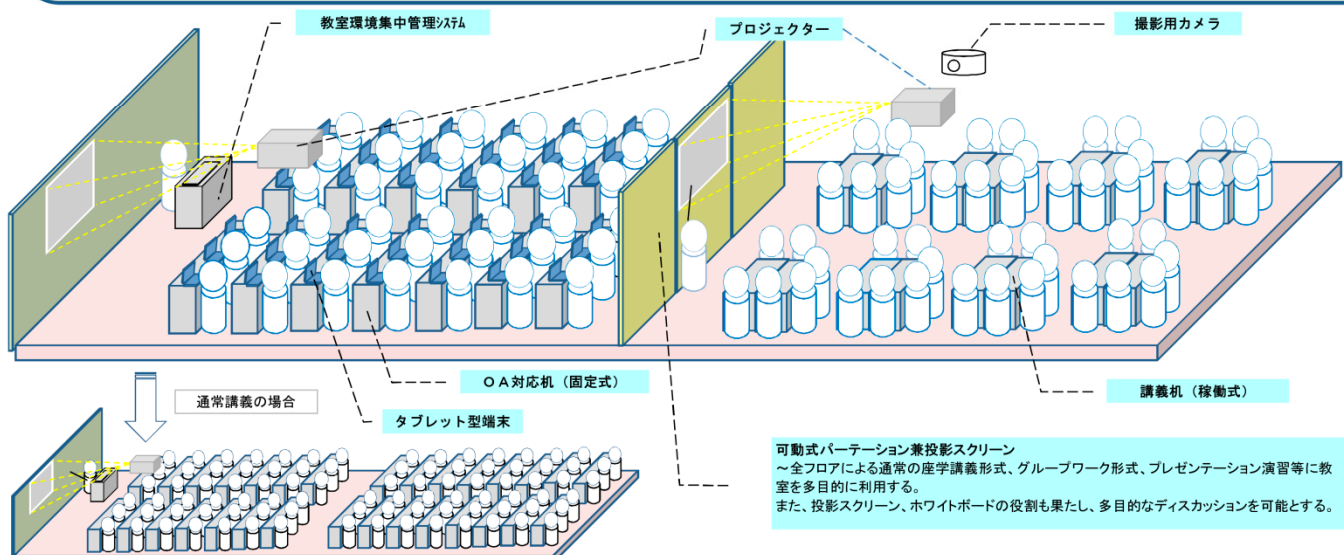 教室環境集中管理ｼｽﾃﾑ
プロジェクター
撮影用カメラ
ＯＡ対応机（固定式）
講義机（稼働式）
通常講義の場合
タブレット型端末
可動式パーテーション兼投影スクリーン
～全フロアによる通常の座学講義形式、グループワーク形式、プレゼンテーション演習等に教
室を多目的に利用する。
また、投影スクリーン、ホワイトボードの役割も果たし、多目的なディスカッションを可能とする。